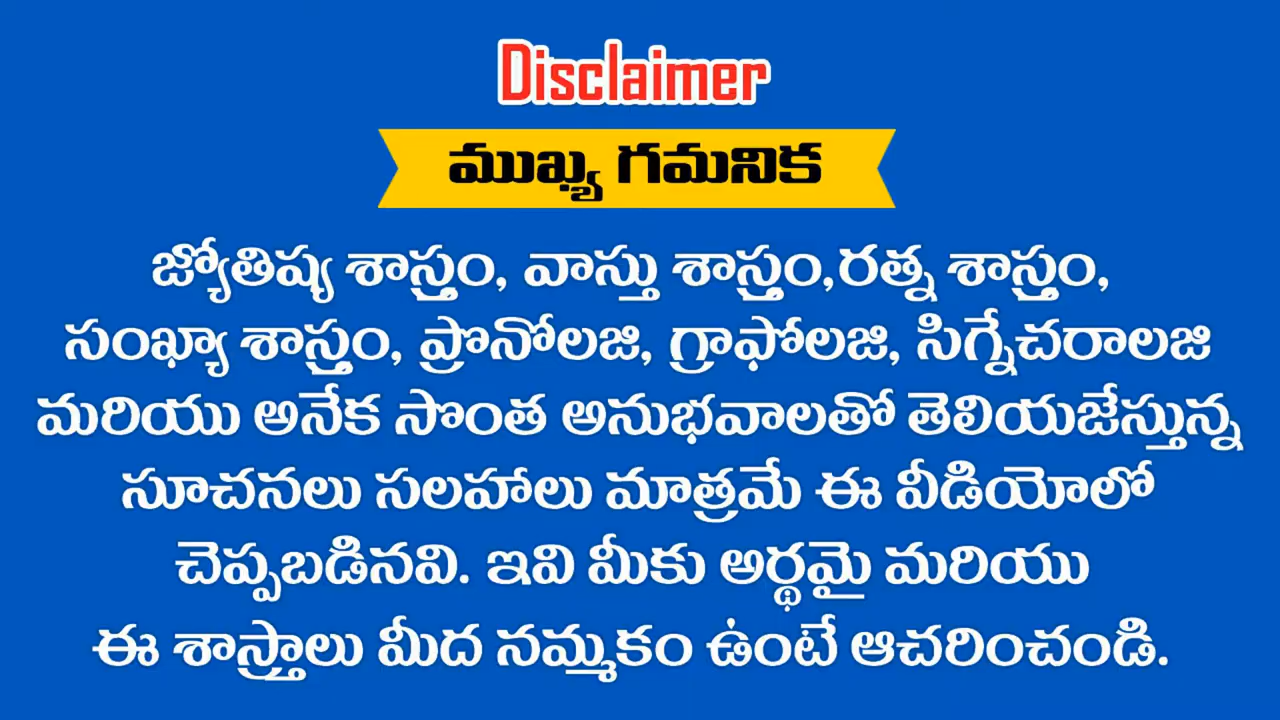 Disclaimer
ముఖ్య గమనిక
జ్యోతిష్య శాస్త్రం, వాస్తు శాస్త్రం,రత్న శాస్త్రం,
సంఖ్యా శాస్త్రం, ప్రొనోలజి, గ్రాఫోలజి, సిగ్నేచరాలజి
మరియు అనేక సొంత అనుభవాలతో తెలియజేస్తున్న
సూచనలు సలహాలు మాత్రమే ఈ వీడియోలో
చెప్పబడినవి. ఇవి మీకు అర్థమై మరియు
ఈ శాస్త్రాలు మీద నమ్మకం ఉంటే ఆచరించండి.